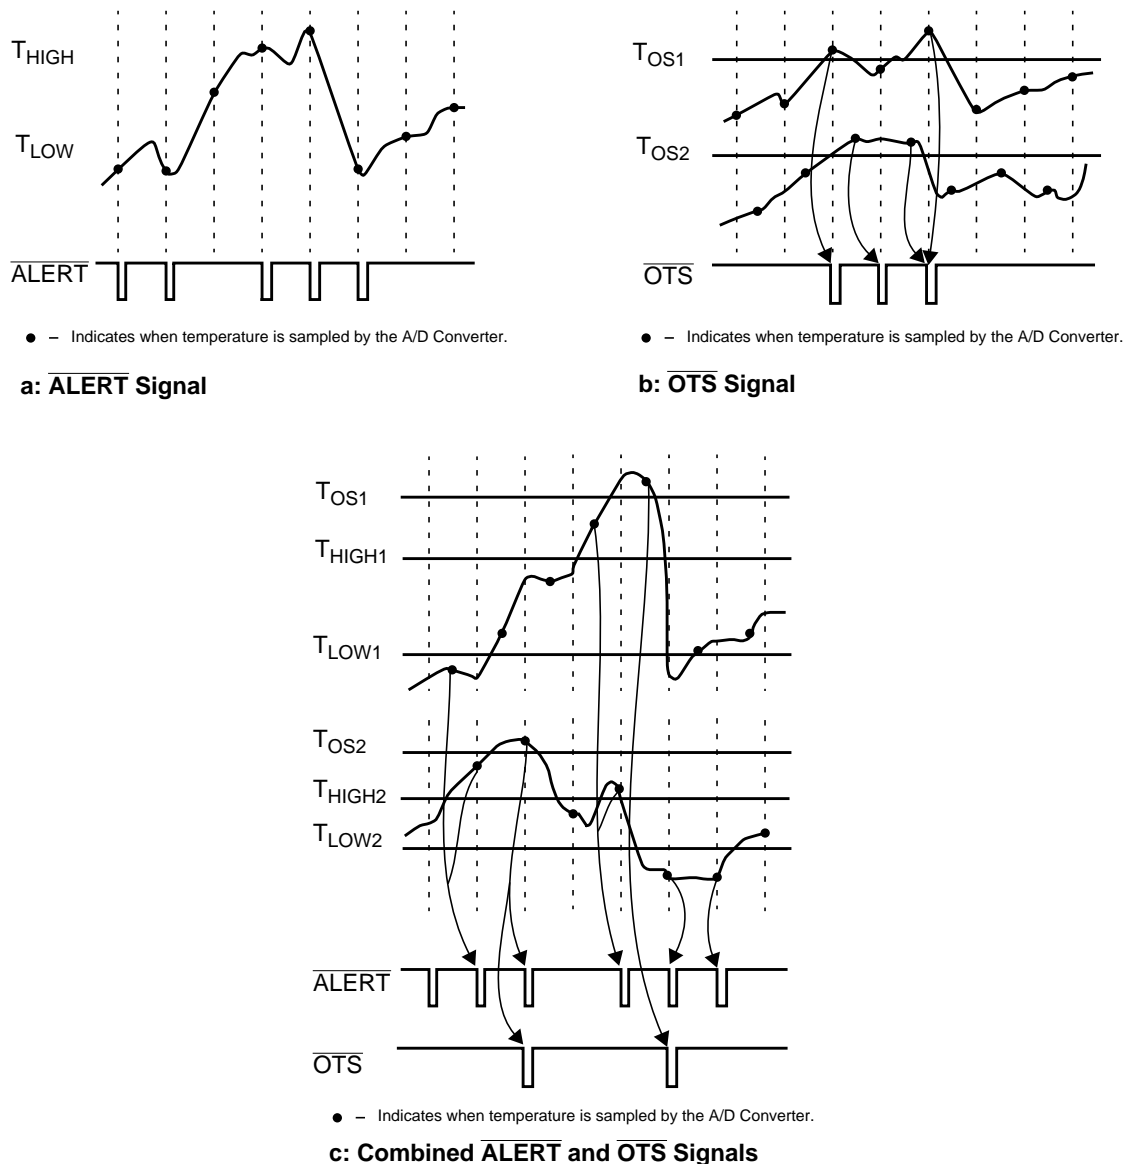 THIGH
TLOW
ALERT
● – Indicates when temperature is sampled by the A/D Converter.
a: ALERT Signal
TOS1
TOS2
OTS
● – Indicates when temperature is sampled by the A/D Converter.
b: OTS Signal
TOS1
THIGH1
TLOW1
TOS2
THIGH2
TLOW2
ALERT
OTS
● – Indicates when temperature is sampled by the A/D Converter.
c: Combined ALERT and OTS Signals